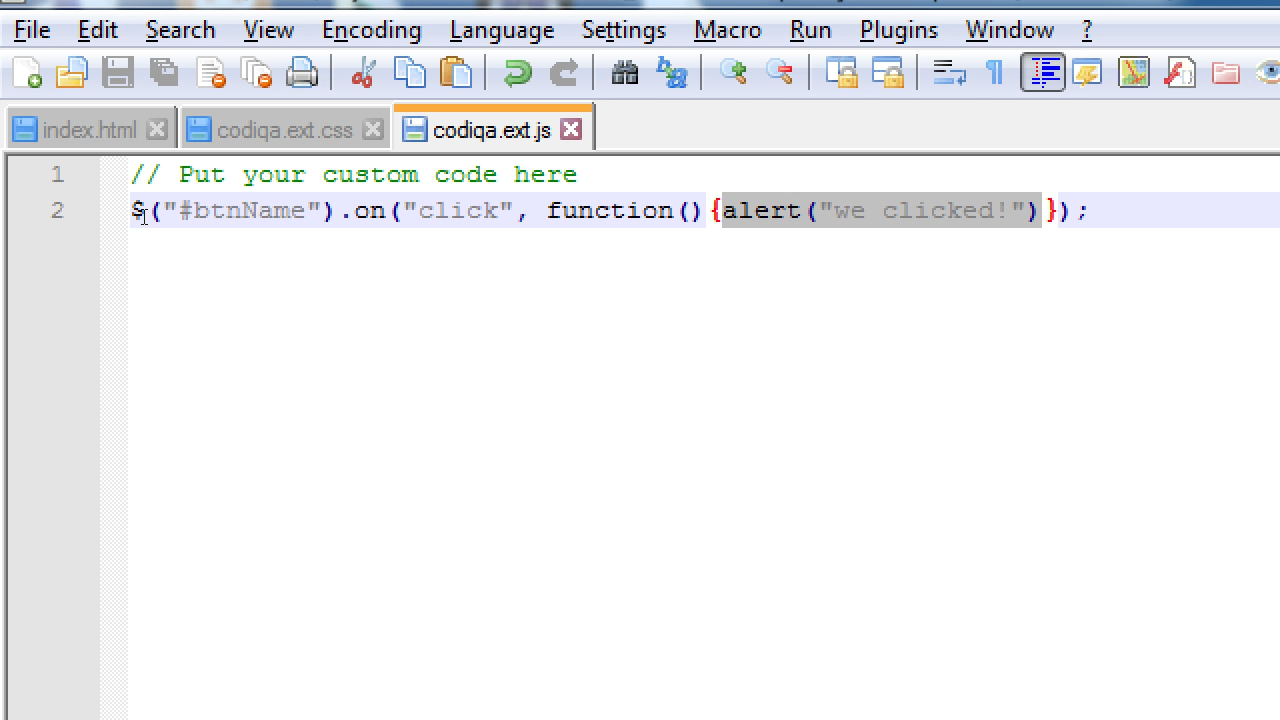 File Edit Search View Encoding Language Settings Macro Run Plugins Window ?
index.html codiqa.ext.css codiqa.ext.js
1 // Put your custom code here
2 $("#btnName").on("click", function(){alert("we clicked!")});